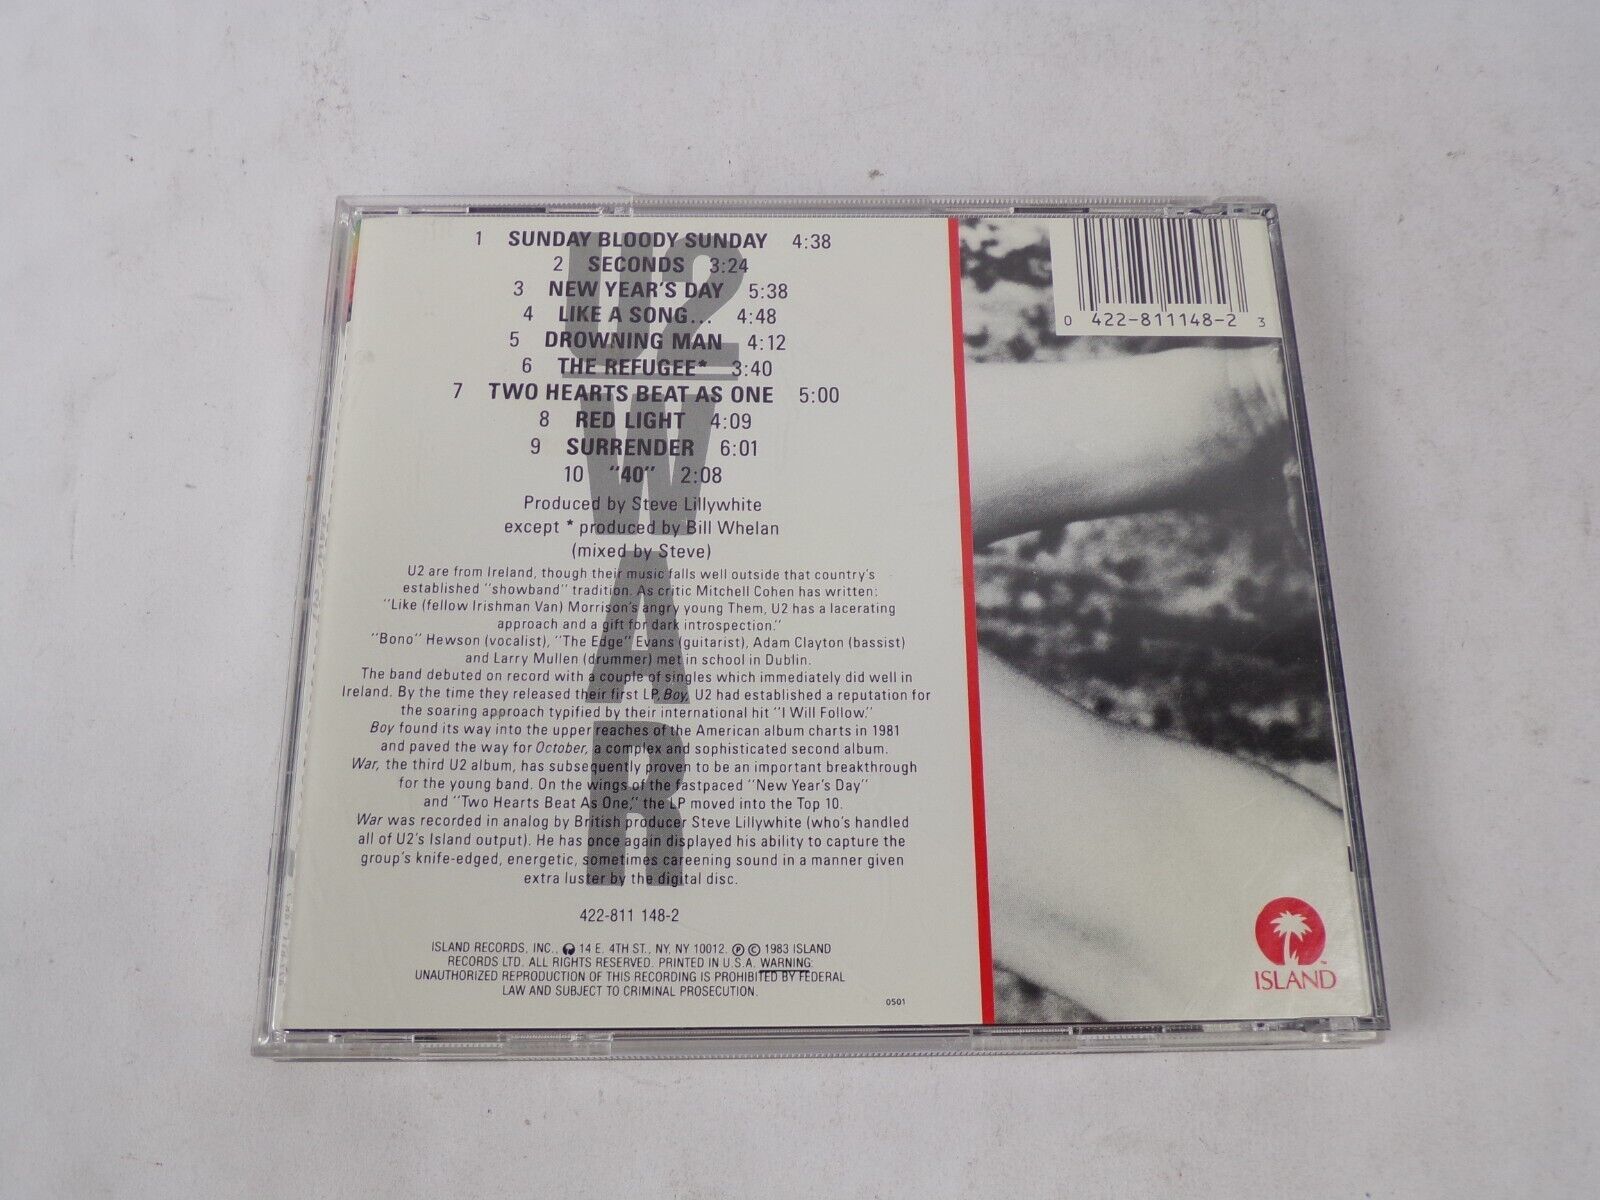 1 SUNDAY BLOODY SUNDAY 4:38
2 SECONDS 3:24
3 NEW YEAR'S DAY 5:38
4 LIKE A SONG... 4:48
5 DROWNING MAN 4:12
6 THE REFUGEE* 3:40
7 TWO HEARTS BEAT AS ONE 5:00
8 RED LIGHT 4:09
9 SURRENDER 6:01
10 "40" 2:08
Produced by Steve Lillywhite
except * produced by Bill Whelan
(mixed by Steve)
U2 are from Ireland, though their music falls well outside that country's
established "showband" tradition. As critic Mitchell Cohen has written:
"Like (fellow Irishman Van) Morrison's angry young Them, U2 has a lacerating
approach and a gift for dark introspection."
"Bono" Hewson (vocalist), "The Edge" Evans (guitarist), Adam Clayton (bassist)
and Larry Mullen (drummer) met in school in Dublin.
The band debuted on record with a couple of singles which immediately did well in
Ireland. By the time they released their first LP, Boy, U2 had established a reputation for
the soaring approach typified by their international hit "I Will Follow."
Boy found its way into the upper reaches of the American album charts in 1981
and paved the way for October, a complex and sophisticated second album.
War, the third U2 album, has subsequently proven to be an important breakthrough
for the young band. On the wings of the fastpaced "New Year's Day"
and "Two Hearts Beat As One," the LP moved into the Top 10.
War was recorded in analog by British producer Steve Lillywhite (who's handled
all of U2's Island output). He has once again displayed his ability to capture the
group's knife-edged, energetic, sometimes careening sound in a manner given
extra luster by the digital disc.
422-811 148-2
ISLAND RECORDS, INC., 14 E. 4TH ST., NY, NY 10012. ℗ © 1983 ISLAND
RECORDS LTD. ALL RIGHTS RESERVED. PRINTED IN U.S.A. WARNING:
UNAUTHORIZED REPRODUCTION OF THIS RECORDING IS PROHIBITED BY FEDERAL
LAW AND SUBJECT TO CRIMINAL PROSECUTION.
0501
U2
WAR
0 422-811148-2 3
ISLAND